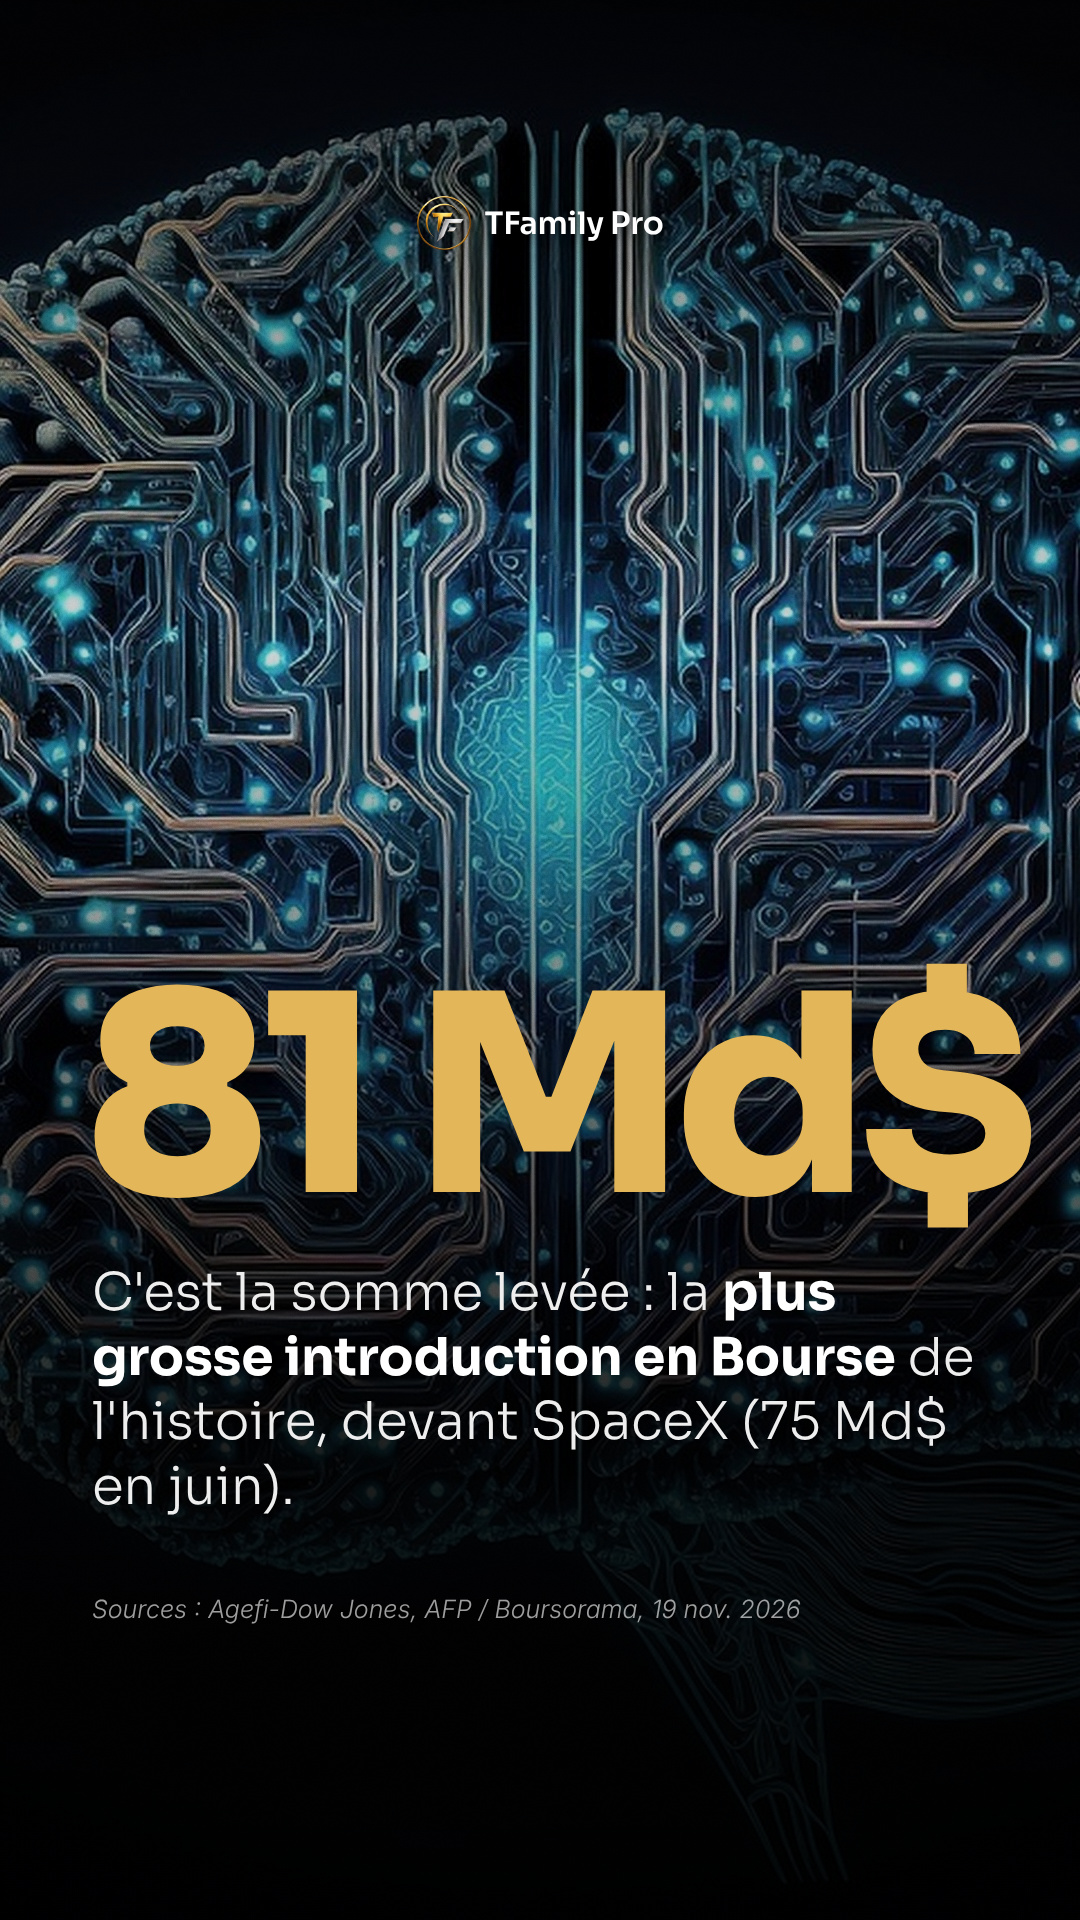 TFamily Pro
81 Md$
C'est la somme levée : la plus
grosse introduction en Bourse de
l'histoire, devant SpaceX (75 Md$
en juin).
Sources : Agefi-Dow Jones, AFP / Boursorama, 19 nov. 2026